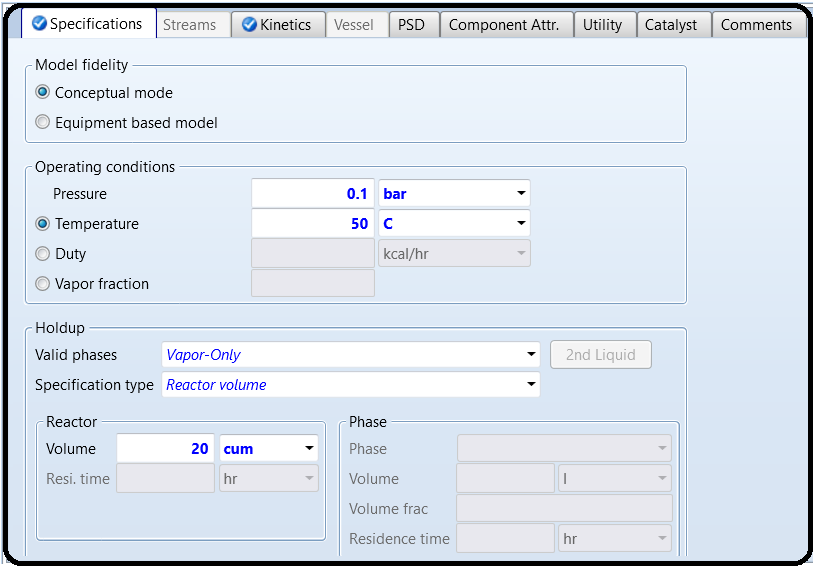 Specifications Streams Kinetics Vessel PSD Component Attr. Utility Catalyst Comments
Model fidelity
Conceptual mode
Equipment based model
Operating conditions
Pressure 0.1 bar
Temperature 50 C
Duty kcal/hr
Vapor fraction
Holdup
Valid phases Vapor-Only 2nd Liquid
Specification type Reactor volume
Reactor
Volume 20 cum
Resi. time hr
Phase
Phase
Volume l
Volume frac
Residence time hr